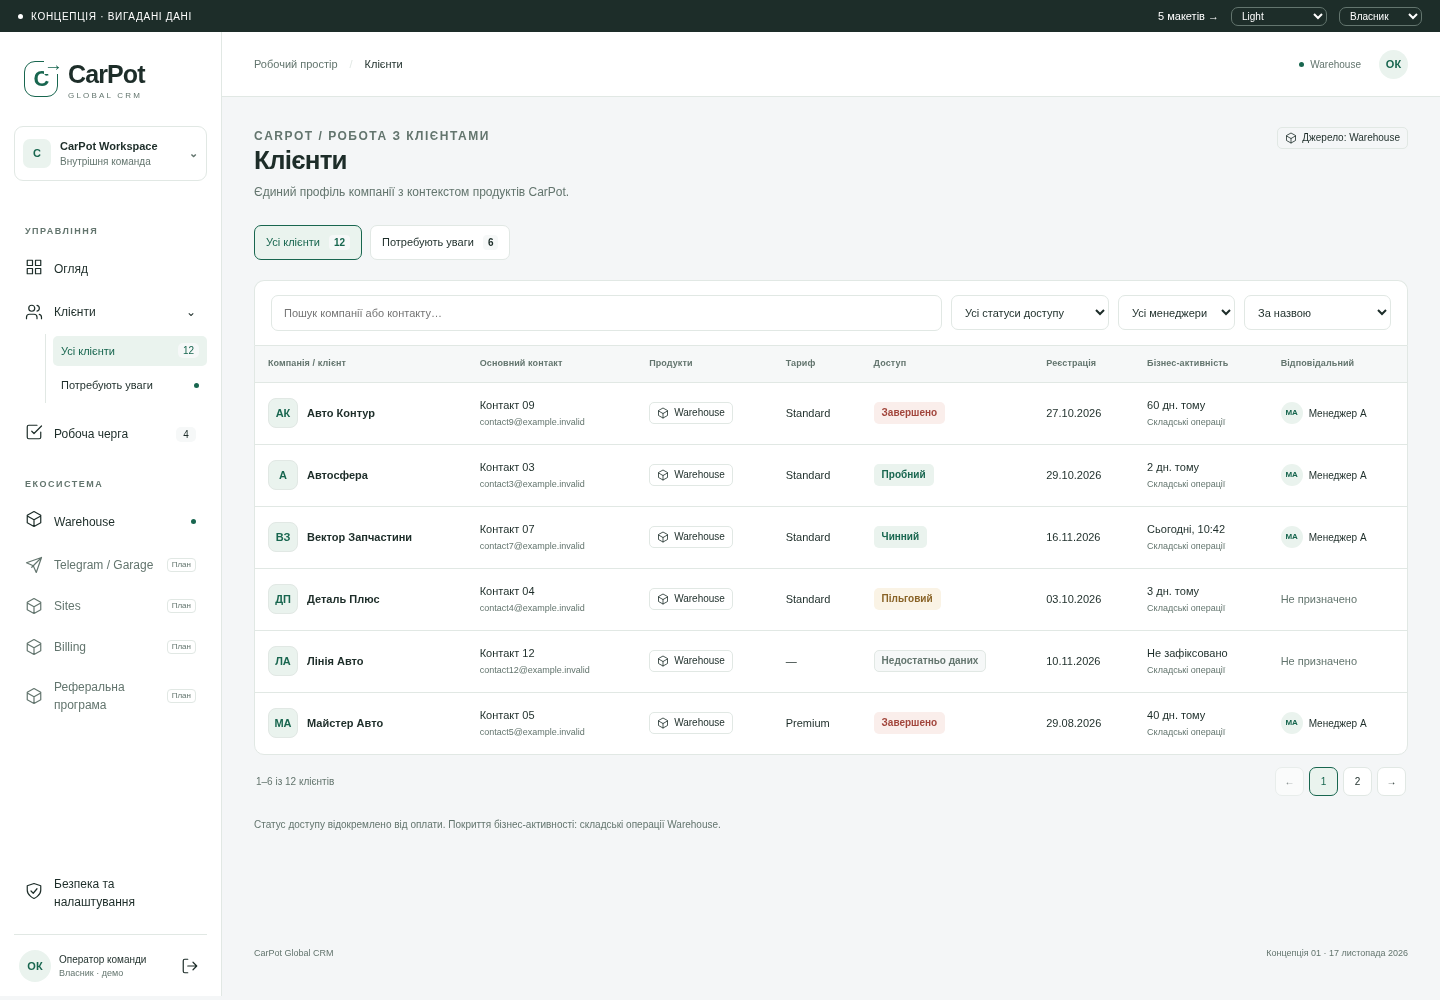 КОНЦЕПЦІЯ · ВИГАДАНІ ДАНІ
5 макетів →
Light
Власник
C
CarPot
GLOBAL CRM
C
CarPot Workspace
Внутрішня команда
УПРАВЛІННЯ
Огляд
Клієнти
Усі клієнти 12
Потребують уваги
Робоча черга 4
ЕКОСИСТЕМА
Warehouse
Telegram / Garage План
Sites План
Billing План
Реферальна
програма План
Безпека та
налаштування
ОК
Оператор команди
Власник · демо
Робочий простір / Клієнти
Warehouse
ОК
CARPOT / РОБОТА З КЛІЄНТАМИ
Клієнти
Єдиний профіль компанії з контекстом продуктів CarPot.
Джерело: Warehouse
Усі клієнти 12
Потребують уваги 6
Пошук компанії або контакту…
Усі статуси доступу
Усі менеджери
За назвою
Компанія / клієнт Основний контакт Продукти Тариф Доступ Реєстрація Бізнес-активність Відповідальний
АК Авто Контур Контакт 09 Warehouse Standard Завершено 27.10.2026 60 дн. тому МА Менеджер А
contact9@example.invalid Складські операції
А Автосфера Контакт 03 Warehouse Standard Пробний 29.10.2026 2 дн. тому МА Менеджер А
contact3@example.invalid Складські операції
ВЗ Вектор Запчастини Контакт 07 Warehouse Standard Чинний 16.11.2026 Сьогодні, 10:42 МА Менеджер А
contact7@example.invalid Складські операції
ДП Деталь Плюс Контакт 04 Warehouse Standard Пільговий 03.10.2026 3 дн. тому Не призначено
contact4@example.invalid Складські операції
ЛА Лінія Авто Контакт 12 Warehouse — Недостатньо даних 10.11.2026 Не зафіксовано Не призначено
contact12@example.invalid Складські операції
МА Майстер Авто Контакт 05 Warehouse Premium Завершено 29.08.2026 40 дн. тому МА Менеджер А
contact5@example.invalid Складські операції
1–6 із 12 клієнтів
← 1 2 →
Статус доступу відокремлено від оплати. Покриття бізнес-активності: складські операції Warehouse.
CarPot Global CRM
Концепція 01 · 17 листопада 2026